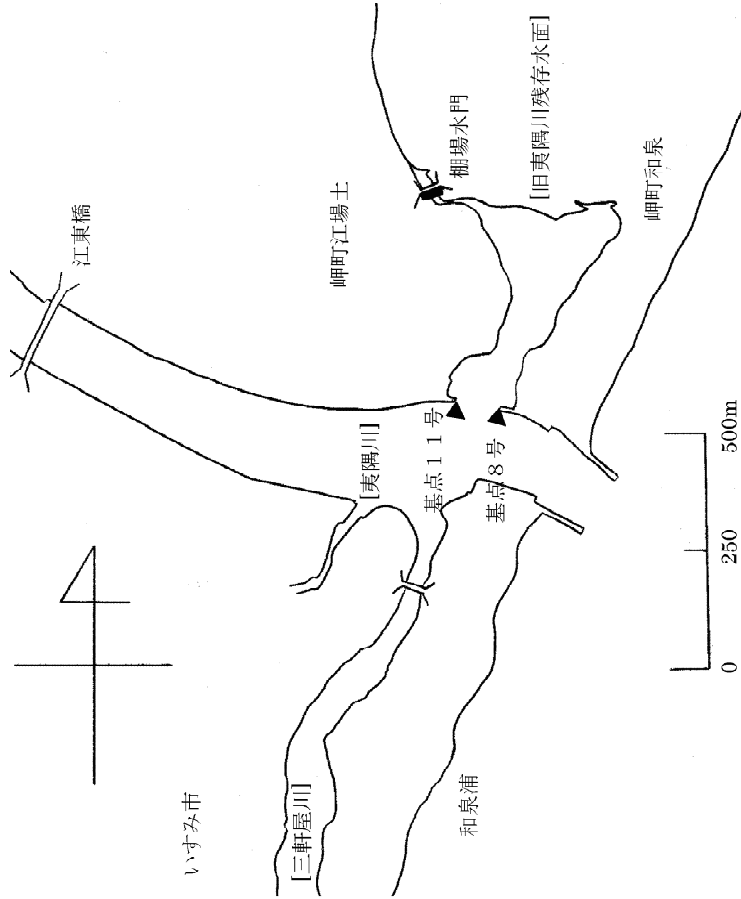 江東橋
岬町江場土
棚場水門
[旧夷隅川残存水面]
岬町和泉
[夷隅川]
基点１１号
基点８号
いすみ市
[三軒屋川]
和泉浦
0
250
500m